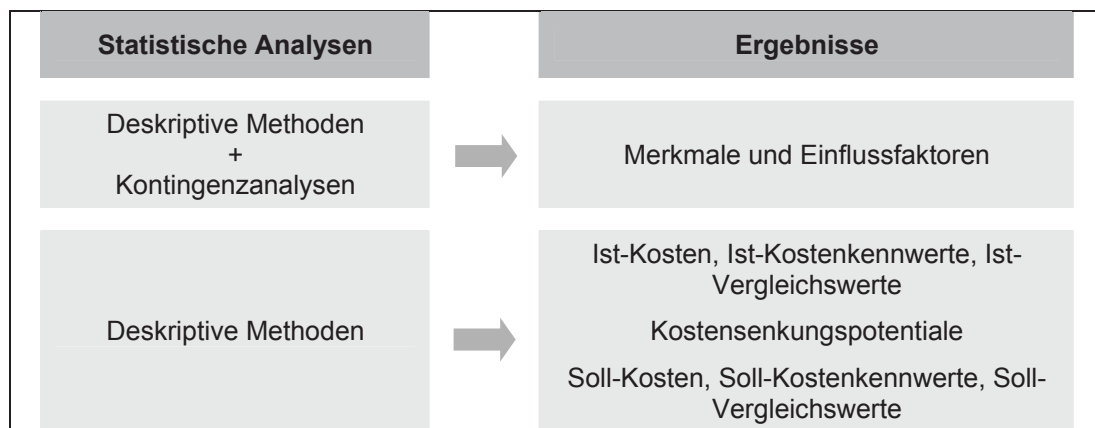 Statistische Analysen
Ergebnisse
Deskriptive Methoden
+
Kontingenzanalysen
Merkmale und Einflussfaktoren
Deskriptive Methoden
Ist-Kosten, Ist-Kostenkennwerte, Ist-
Vergleichswerte
Kostensenkungspotentiale
Soll-Kosten, Soll-Kostenkennwerte, Soll-
Vergleichswerte